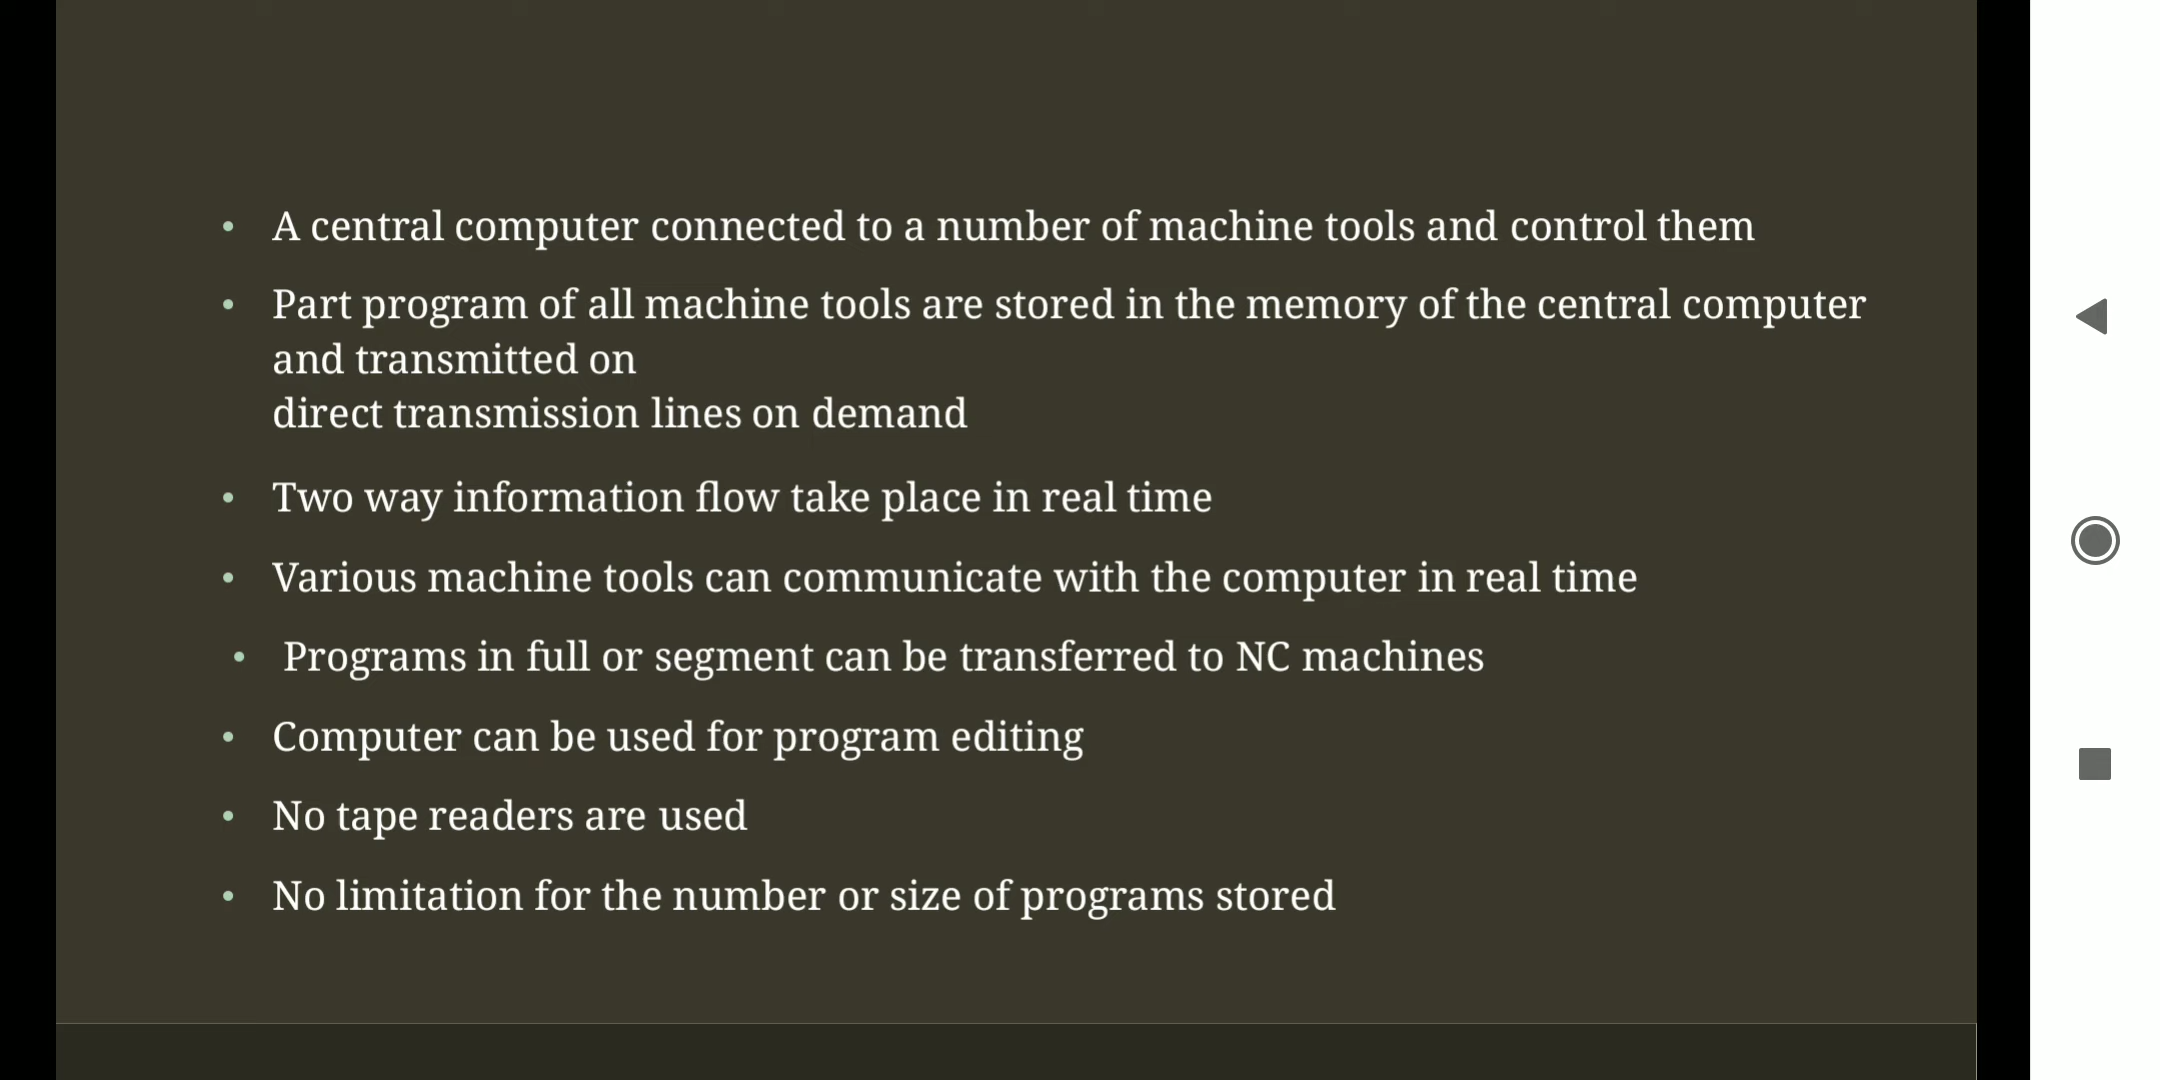 • A central computer connected to a number of machine tools and control them
• Part program of all machine tools are stored in the memory of the central computer
and transmitted on
direct transmission lines on demand
• Two way information flow take place in real time
• Various machine tools can communicate with the computer in real time
• Programs in full or segment can be transferred to NC machines
• Computer can be used for program editing
• No tape readers are used
• No limitation for the number or size of programs stored